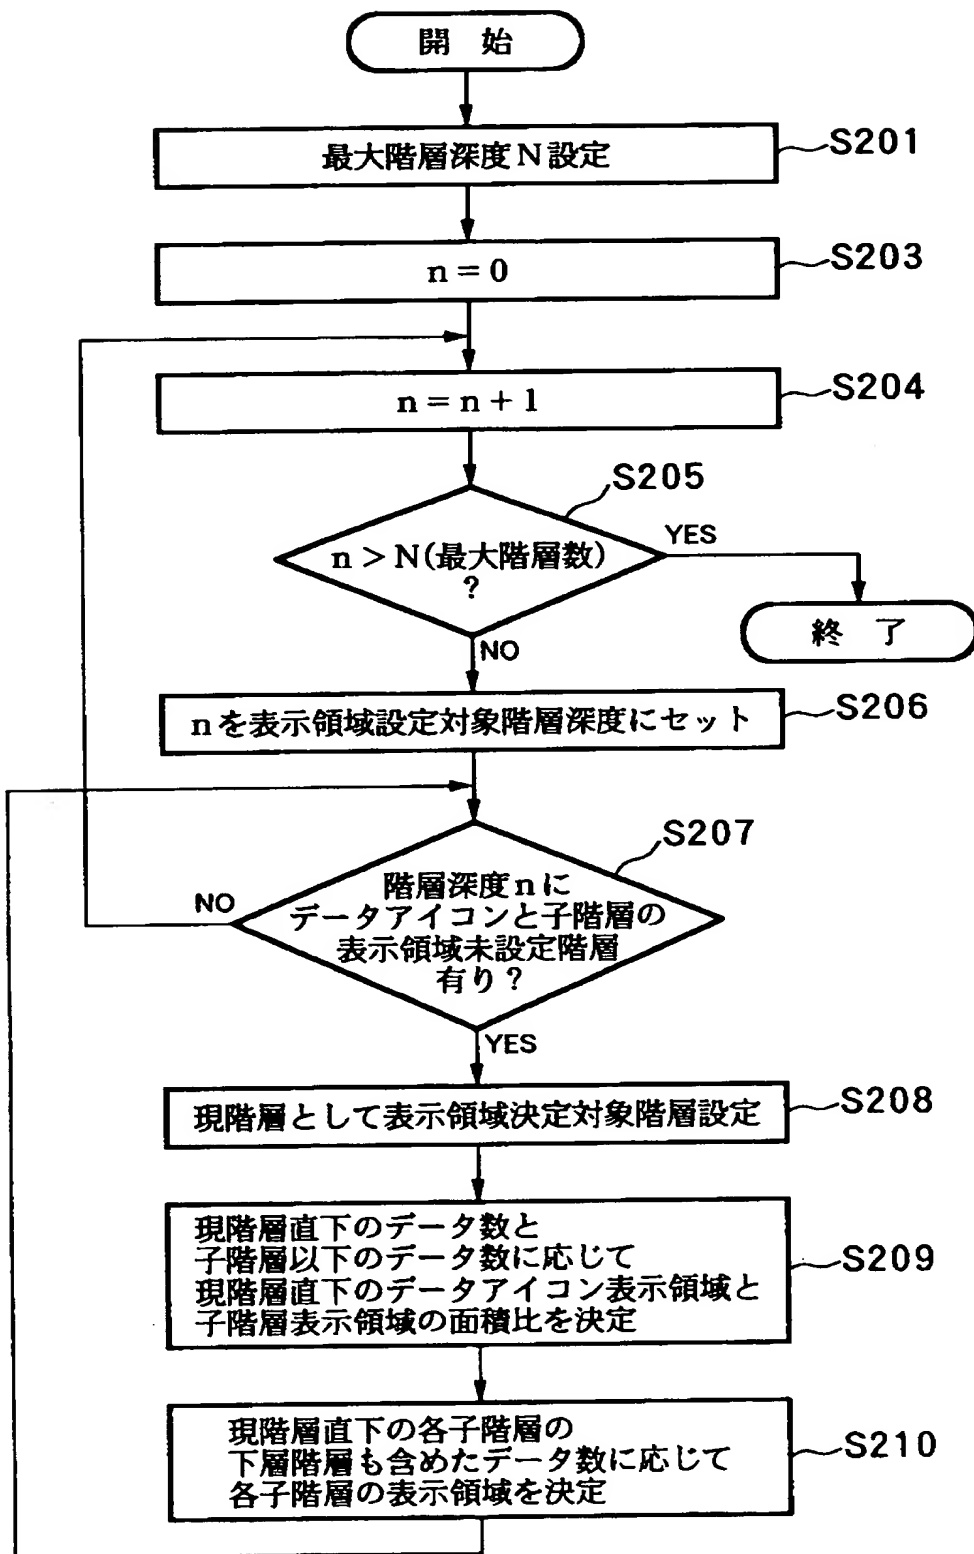 開 始
最大階層深度N設定
S201
n = 0
S203
n = n + 1
S204
S205
n > N(最大階層数)
?
YES
終 了
NO
nを表示領域設定対象階層深度にセット
S206
S207
階層深度nに
データアイコンと子階層の
表示領域未設定階層
有り?
NO
YES
現階層として表示領域決定対象階層設定
S208
現階層直下のデータ数と
子階層以下のデータ数に応じて
現階層直下のデータアイコン表示領域と
子階層表示領域の面積比を決定
S209
現階層直下の各子階層の
下層階層も含めたデータ数に応じて
各子階層の表示領域を決定
S210